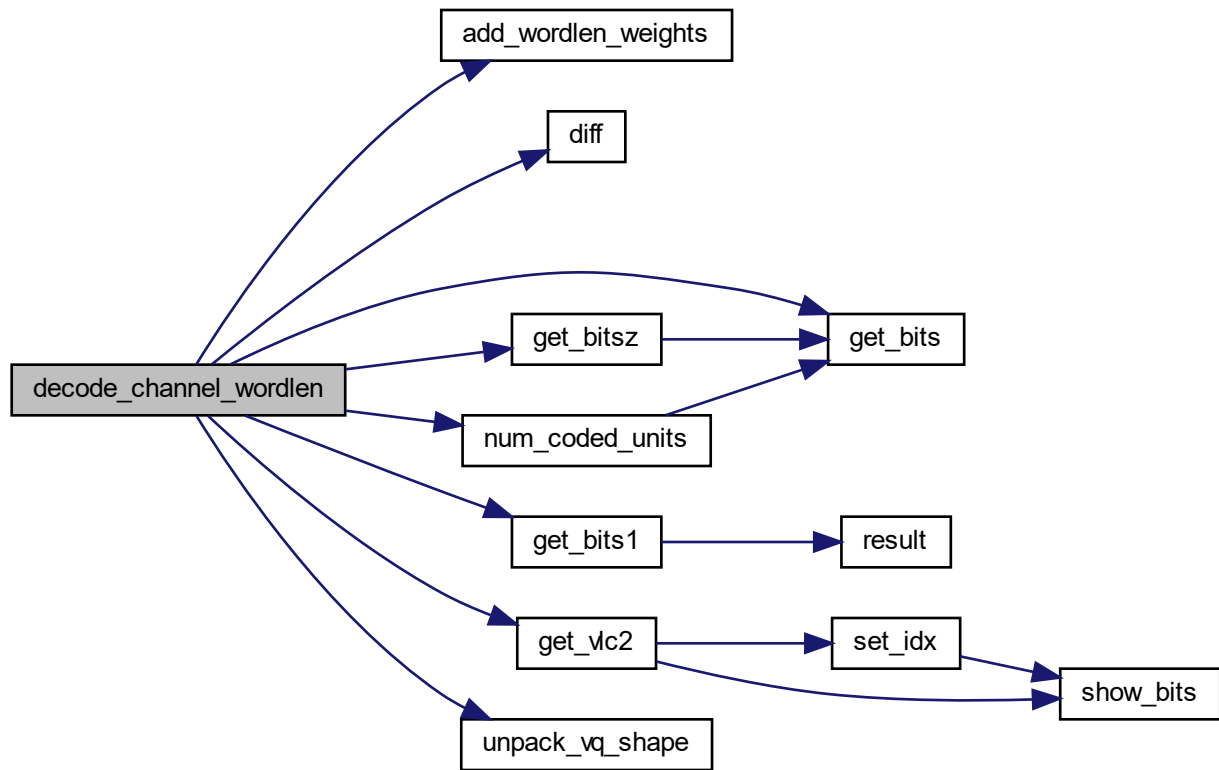 add_wordlen_weights
diff
get_bitsz
get_bits
decode_channel_wordlen
num_coded_units
get_bits1
result
get_vlc2
set_idx
show_bits
unpack_vq_shape